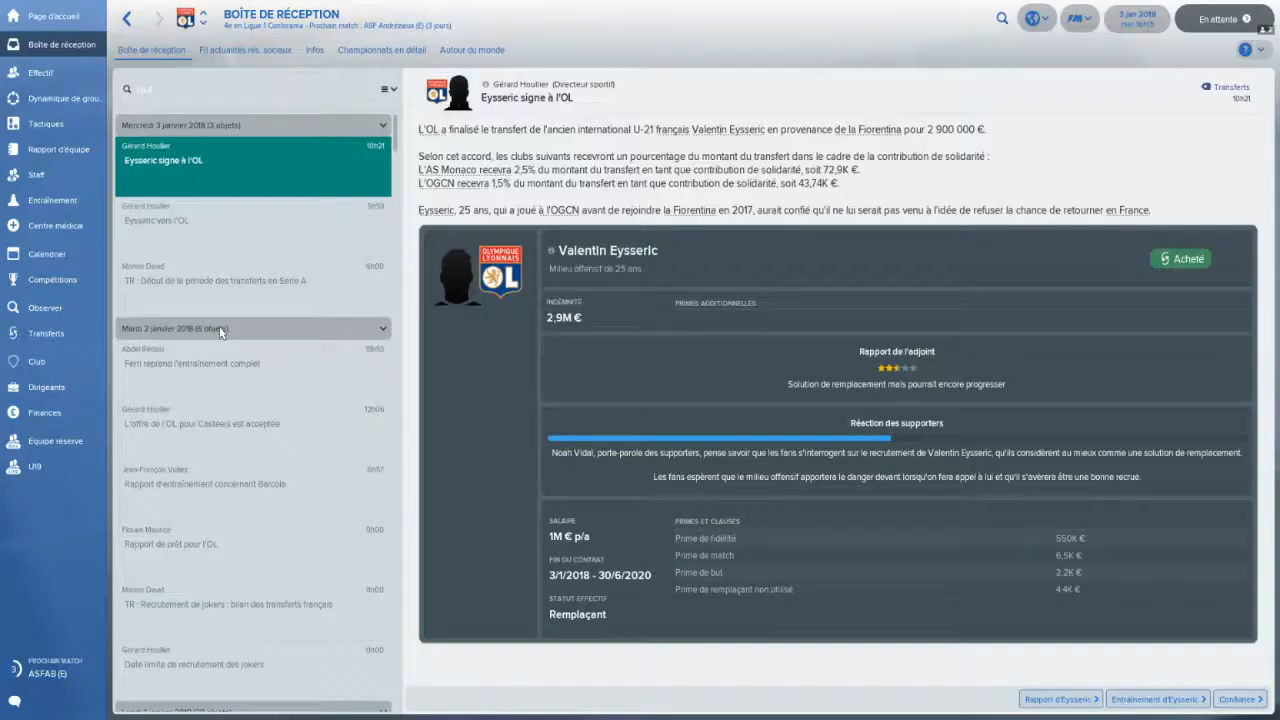 Page d'accueil
Boîte de réception
Effectif
Dynamique de grou...
Tactiques
Rapport d'équipe
Staff
Entraînement
Centre médical
Calendrier
Compétitions
Observer
Transferts
Club
Dirigeants
Finances
Équipe réserve
U19
3
PROCHAIN MATCH
ASFAB (E)
BOÎTE DE RÉCEPTION
4e en Ligue 1 Conforama - Prochain match : ASF Andrézieux (E) (3 jours)
FM
3 jan 2018
mer 16h15
En attente
2
Boîte de réception
Fil actualités rés. sociaux
Infos
Championnats en détail
Autour du monde
?
Mercredi 3 janvier 2018 (3 objets)
Gérard Houllier 10h21
Eysseric signe à l'OL
Gérard Houllier
Eysseric vers l'OL
Manoo David 6h00
TR : Début de la période des transferts en Serie A
Mardi 2 janvier 2018 (6 objets)
Ferri reprend l'entraînement complet
Gérard Houllier 12h06
L'offre de l'OL pour Casteels est acceptée
Rapport d'entraînement concernant Barcola
Florian Maurice
Rapport de prêt pour l'OL
Manoo David
TR : Recrutement de jokers : bilan des transferts français
Gérard Houllier 0h00
Date limite de recrutement des jokers
Gérard Houllier (Directeur sportif)
Eysseric signe à l'OL
Transferts
10h21
L'OL a finalisé le transfert de l'ancien international U-21 français Valentin Eysseric en provenance de la Fiorentina pour 2 900 000 €.
Selon cet accord, les clubs suivants recevront un pourcentage du montant du transfert dans le cadre de la contribution de solidarité :
L'AS Monaco recevra 2,5% du montant du transfert en tant que contribution de solidarité, soit 72,9K €.
L'OGCN recevra 1,5% du montant du transfert en tant que contribution de solidarité, soit 43,74K €.
Eysseric, 25 ans, qui a joué à l'OGCN avant de rejoindre la Fiorentina en 2017, aurait confié qu'il ne lui serait pas venu à l'idée de refuser la chance de retourner en France.
OLYMPIQUE
LYONNAIS
OL
Valentin Eysseric
Milieu offensif de 25 ans
Acheté
INDEMNITÉ
2,9M €
PRIMES ADDITIONNELLES
Rapport de l'adjoint
Solution de remplacement mais pourrait encore progresser
Réaction des supporters
Noah Vidal, porte-parole des supporters, pense savoir que les fans s'interrogent sur le recrutement de Valentin Eysseric, qu'ils considèrent au mieux comme une solution de remplacement.
Les fans espèrent que le milieu offensif apportera le danger devant lorsqu'on fera appel à lui et qu'il s'avérera être une bonne recrue.
SALAIRE
1M € p/a
FIN DU CONTRAT
3/1/2018 - 30/6/2020
STATUT EFFECTIF
Remplaçant
PRIMES ET CLAUSES
Prime de fidélité 550K €
Prime de match 6,5K €
Prime de but 2,2K €
Prime de remplaçant non utilisé 4,4K €
Rapport d'Eysseric
Entraînement d'Eysseric
Confiance